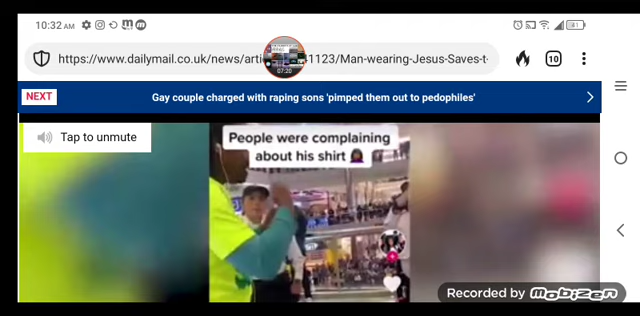 10:32 AM
81
https://www.dailymail.co.uk/news/arti
1123/Man-wearing-Jesus-Saves-t-
10
07:20
NEXT
Gay couple charged with raping sons 'pimped them out to pedophiles'
Tap to unmute
People were complaining
about his shirt
Recorded by mobizen